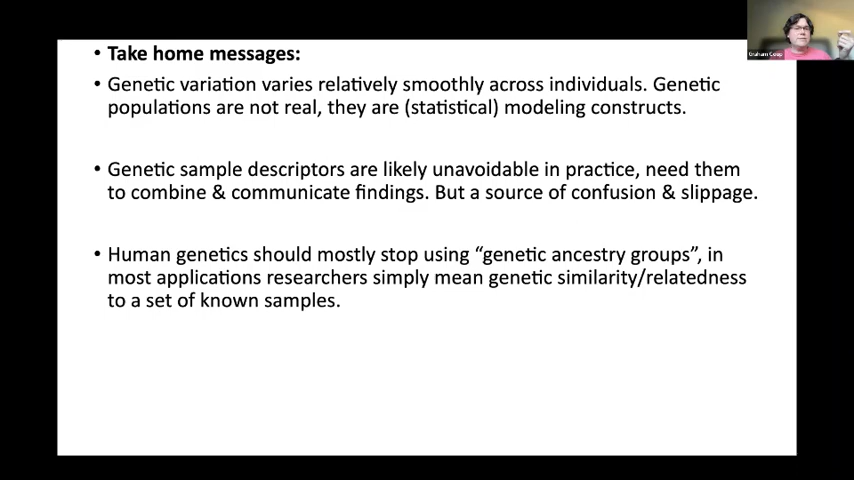 • Take home messages:
• Genetic variation varies relatively smoothly across individuals. Genetic
populations are not real, they are (statistical) modeling constructs.
• Genetic sample descriptors are likely unavoidable in practice, need them
to combine & communicate findings. But a source of confusion & slippage.
• Human genetics should mostly stop using “genetic ancestry groups”, in
most applications researchers simply mean genetic similarity/relatedness
to a set of known samples.
Graham Coop